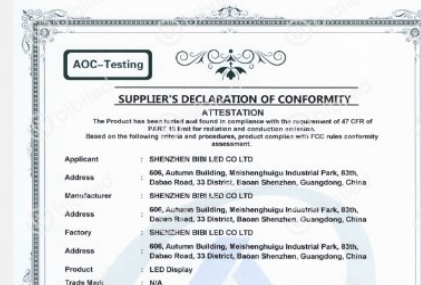 AOC-Testing
SUPPLIER'S DECLARATION OF CONFORMITY
ATTESTATION
The Product has been tested and found in compliance with the requirement of 47 CFR of
PART 15 limit for radiation and conduction emission.
Based on the following criteria and procedures, product complies with FCC rules conformity
assessment.
Applicant : SHENZHEN BIBI LED CO LTD
Address : 606, Autumn Building, Meishenghuigu Industrial Park, 83th,
Dabao Road, 33 District, Baoan Shenzhen, Guangdong, China
Manufacturer : SHENZHEN BIBI LED CO LTD
Address : 606, Autumn Building, Meishenghuigu Industrial Park, 83th,
Dabao Road, 33 District, Baoan Shenzhen, Guangdong, China
Factory : SHENZHEN BIBI LED CO LTD
Address : 606, Autumn Building, Meishenghuigu Industrial Park, 83th,
Dabao Road, 33 District, Baoan Shenzhen, Guangdong, China
Product : LED Display
Trade Mark : N/A